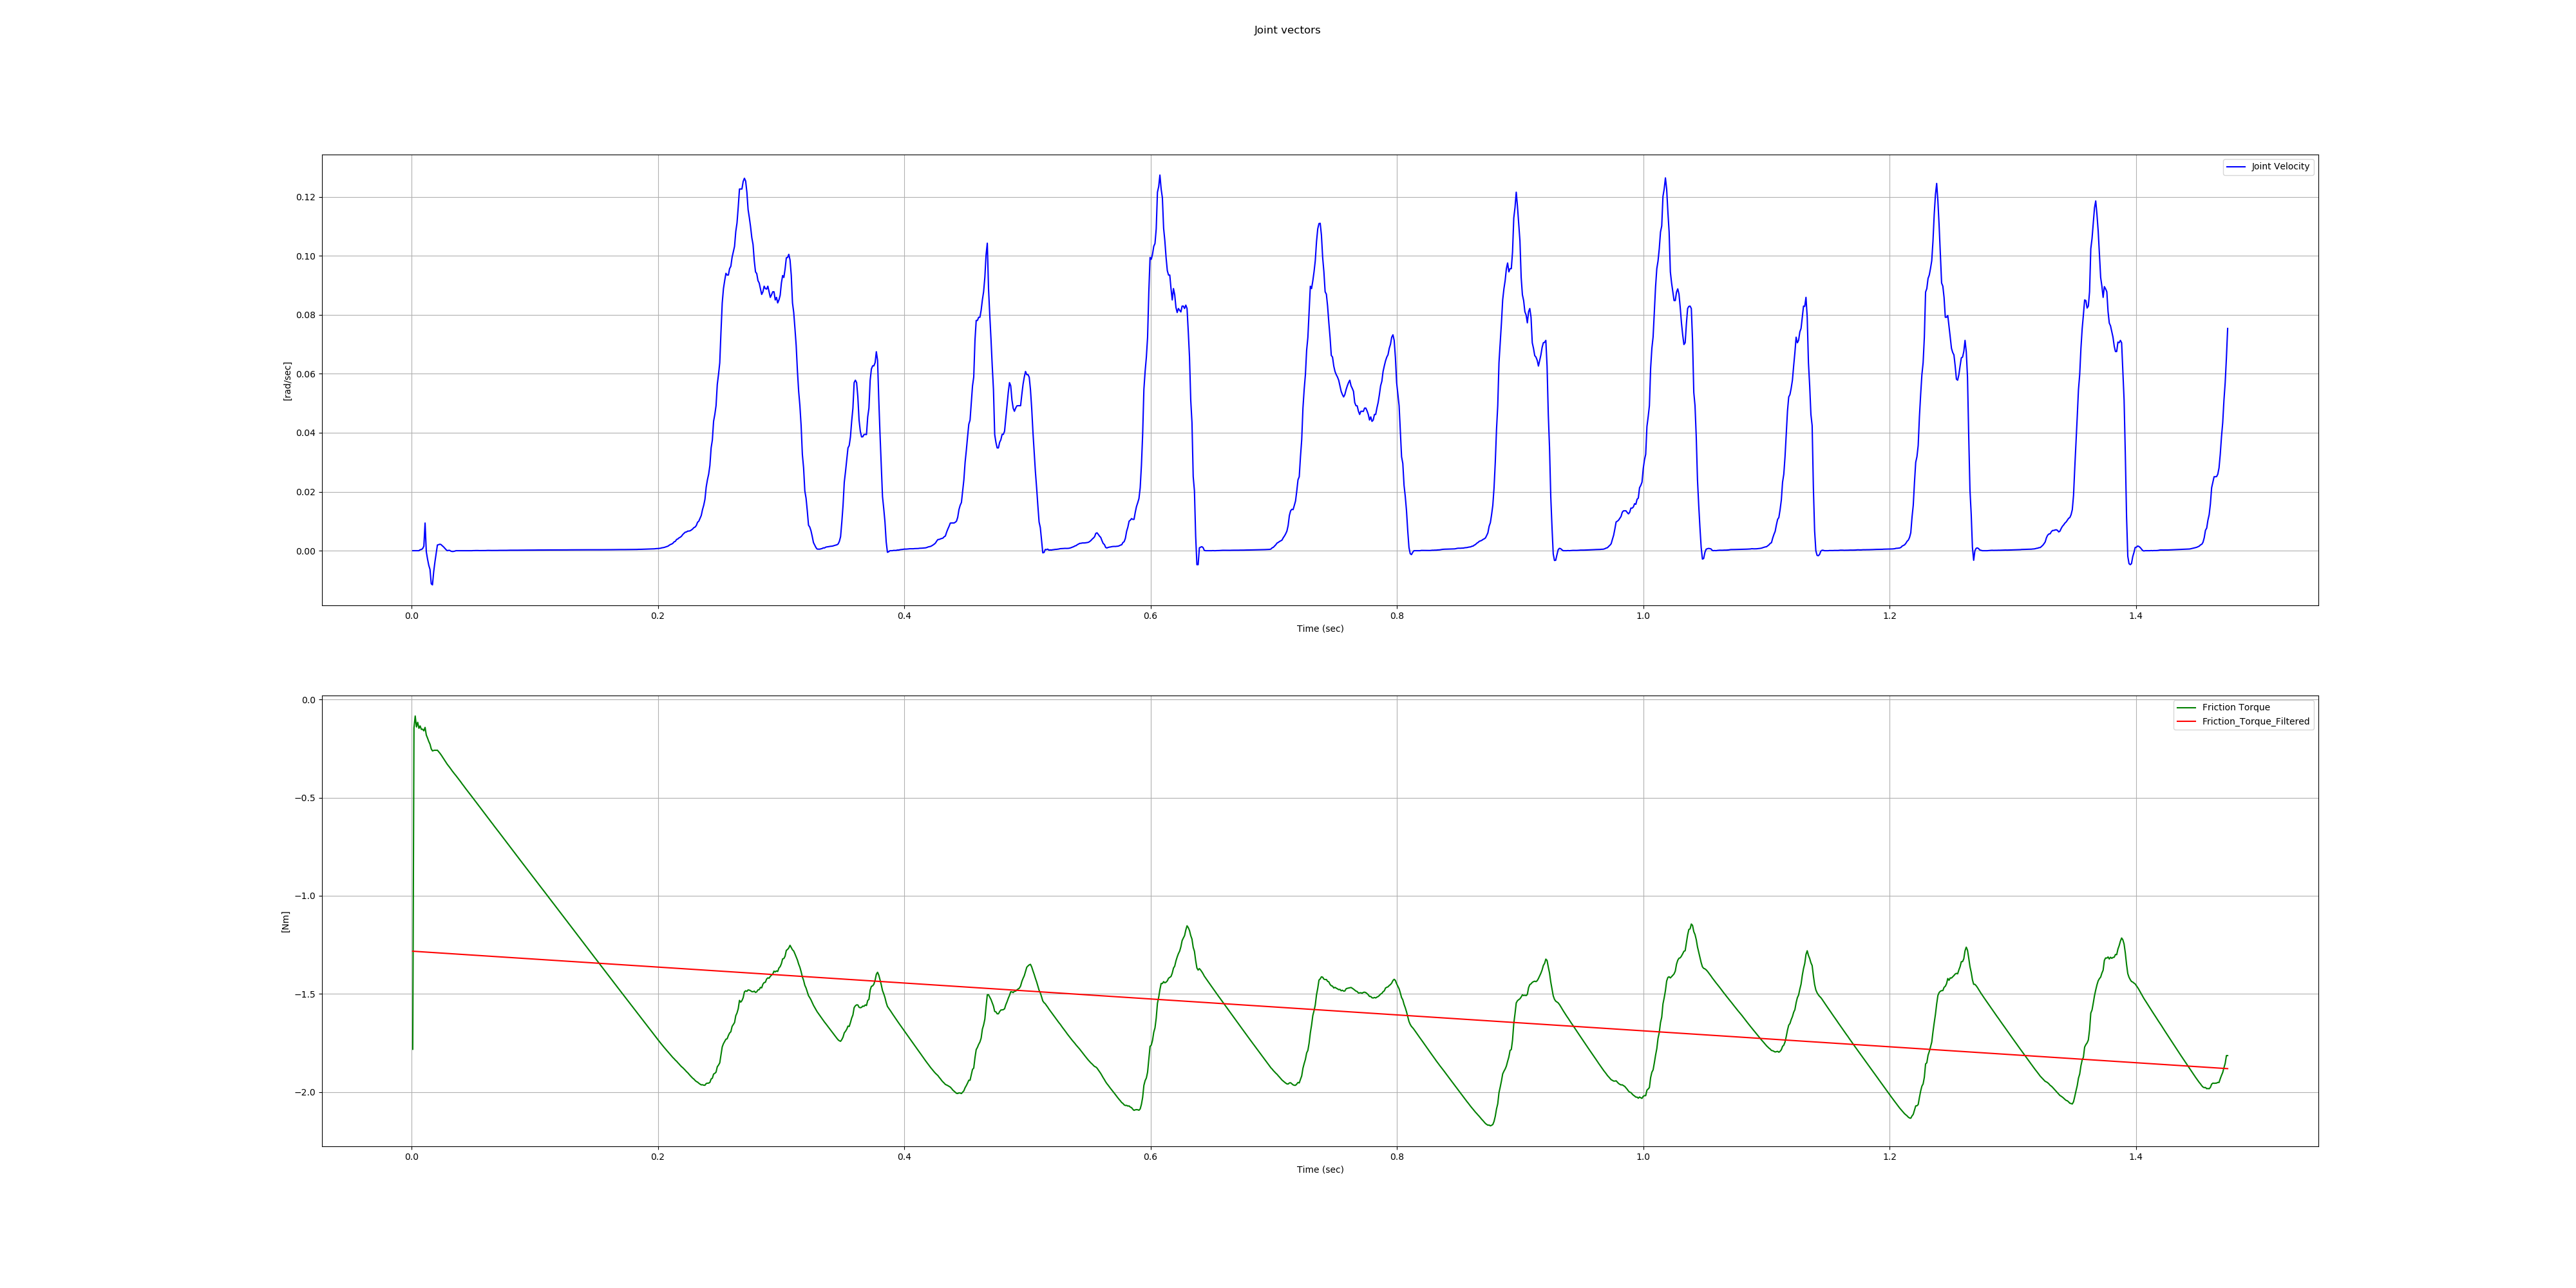 Joint vectors
Joint Velocity
0.12
0.10
0.08
0.06
0.04
0.02
0.00
[rad/sec]
0.0 0.2 0.4 0.6 0.8 1.0 1.2 1.4
Time (sec)
Friction Torque
Friction_Torque_Filtered
0.0
−0.5
−1.0
−1.5
−2.0
[Nm]
0.0 0.2 0.4 0.6 0.8 1.0 1.2 1.4
Time (sec)